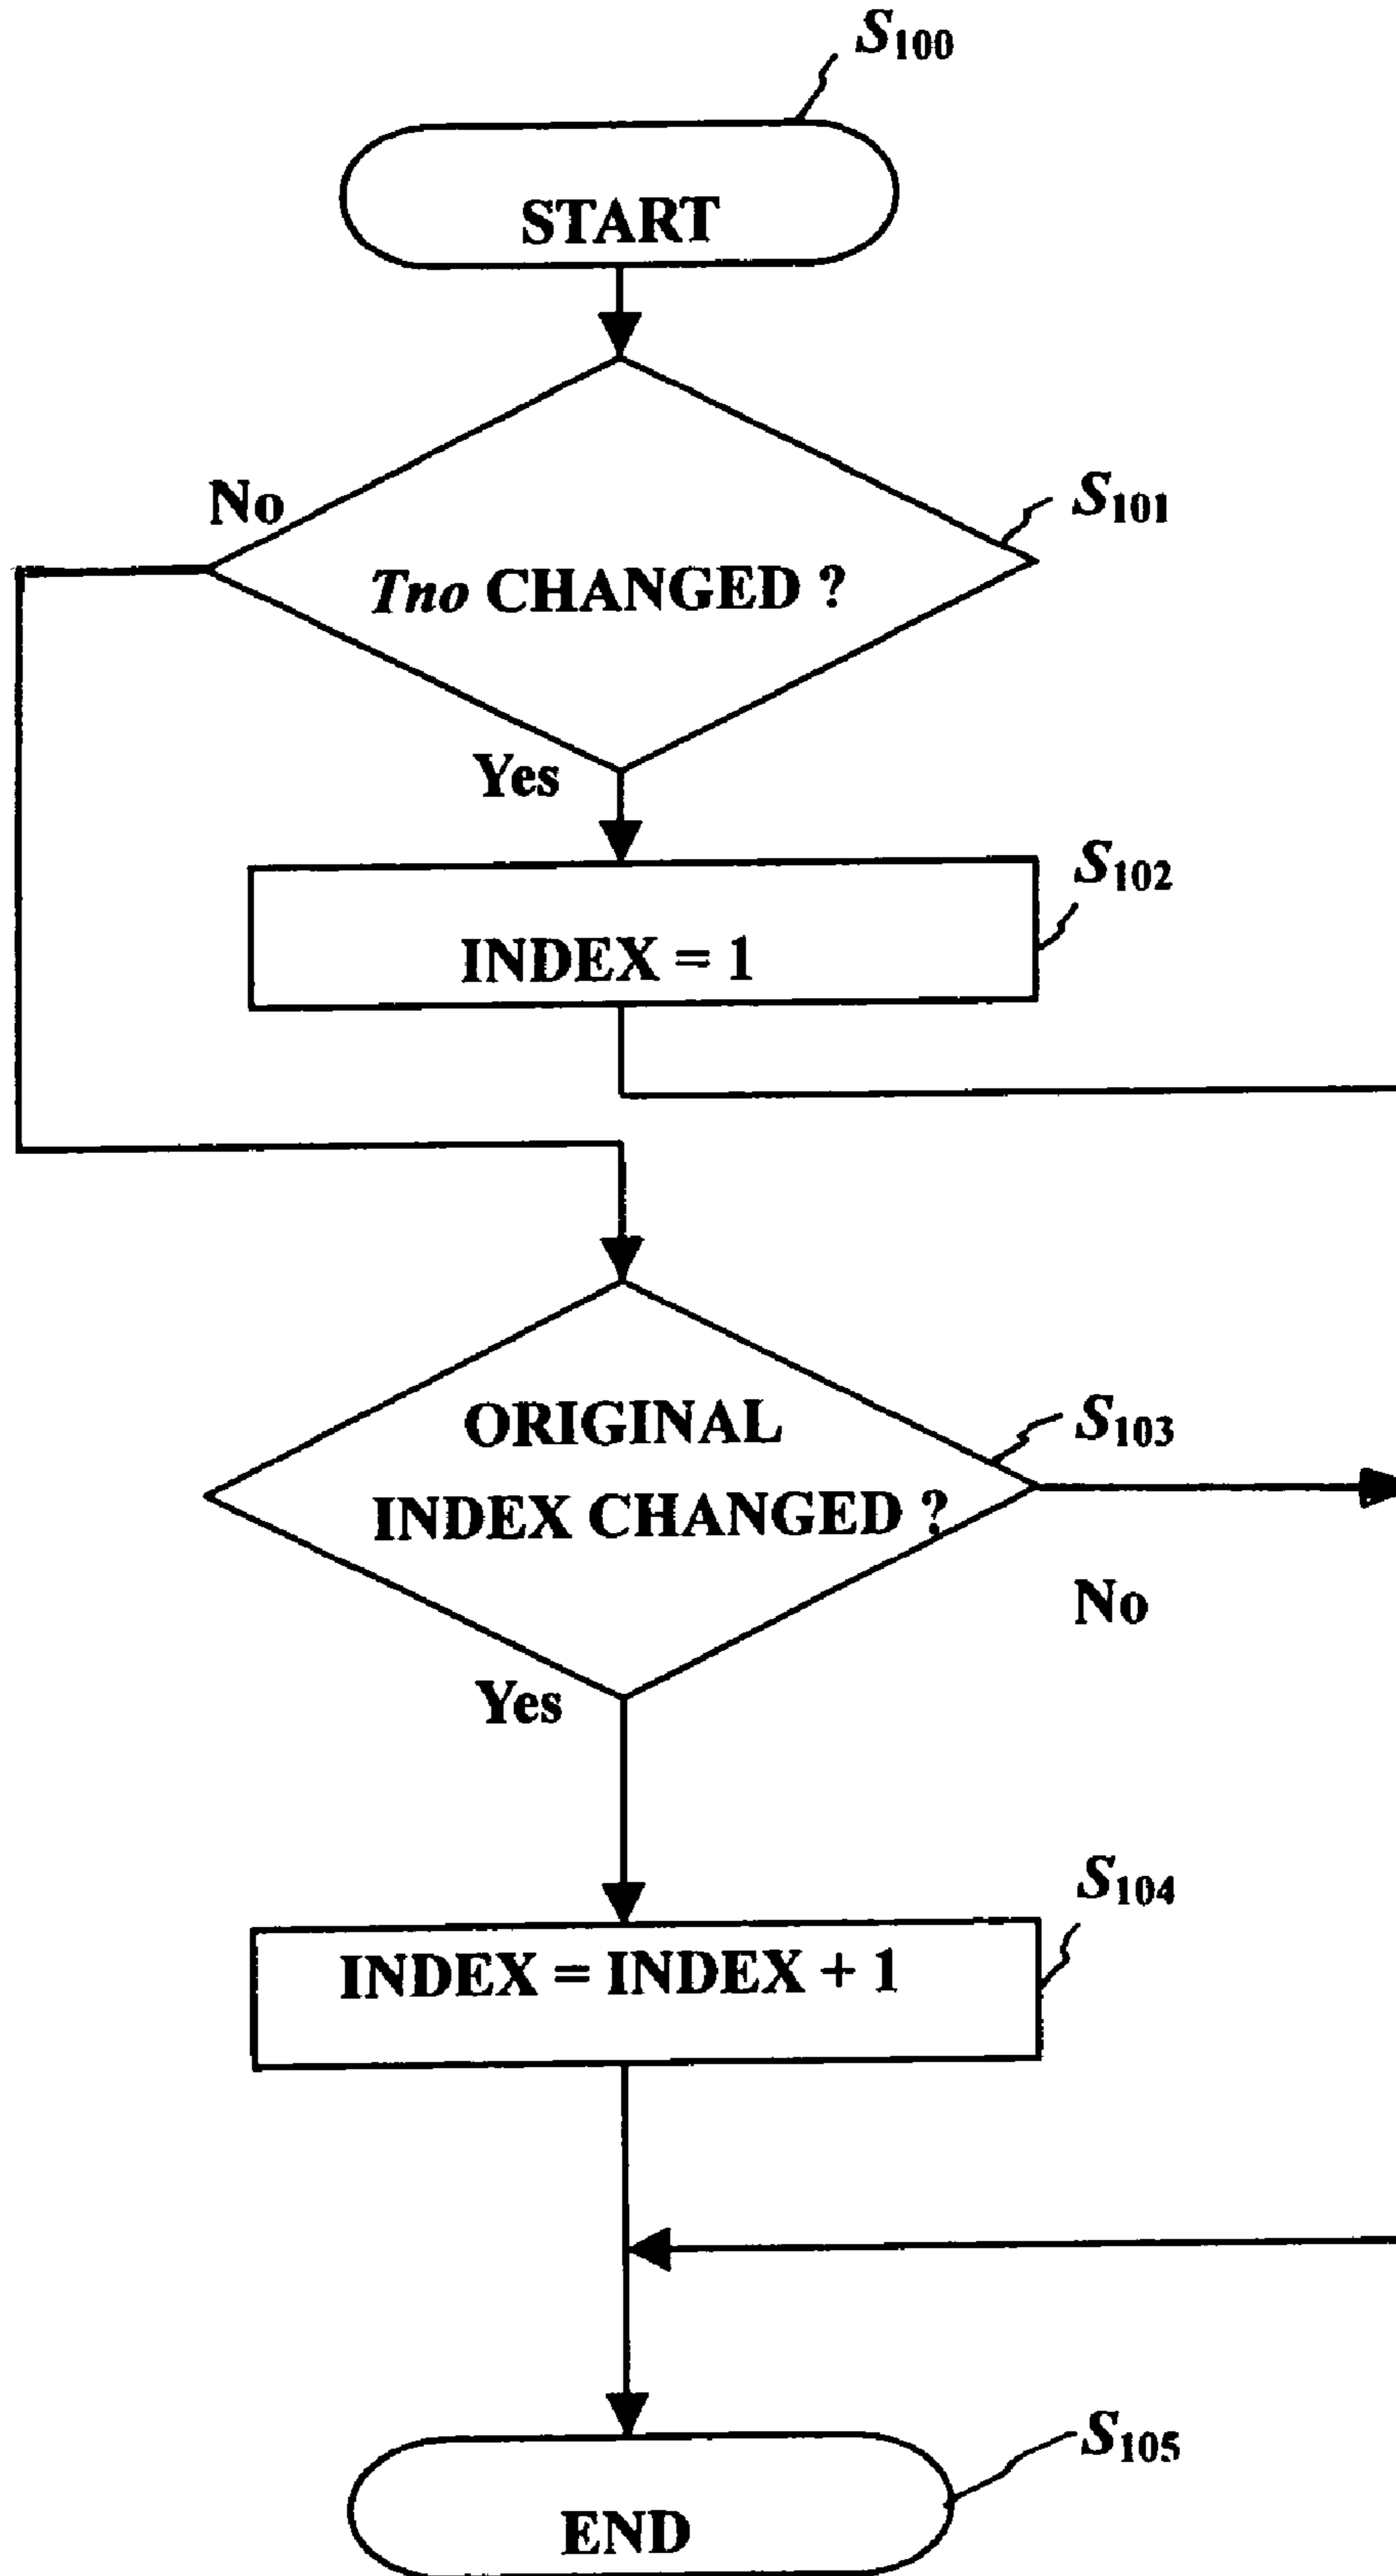 S100
START
No
S101
Tno CHANGED ?
Yes
S102
INDEX = 1
ORIGINAL
S103
INDEX CHANGED ?
No
Yes
S104
INDEX = INDEX + 1
S105
END